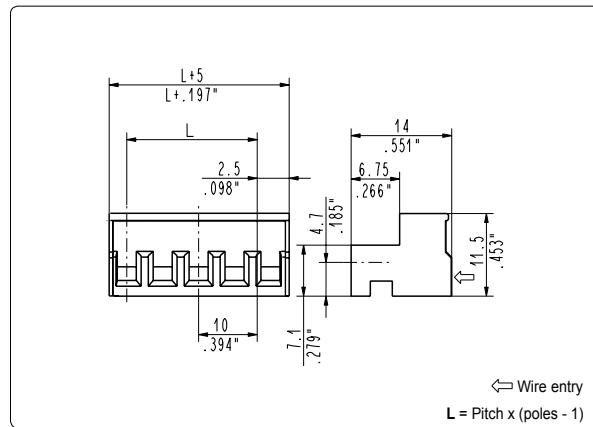 L+5
L+.197"
L
2.5
.098"
14
.551"
6.75
.266"
4.7
.185"
11.5
.453"
10
.394"
7.1
.279"
Wire entry
L = Pitch x (poles - 1)